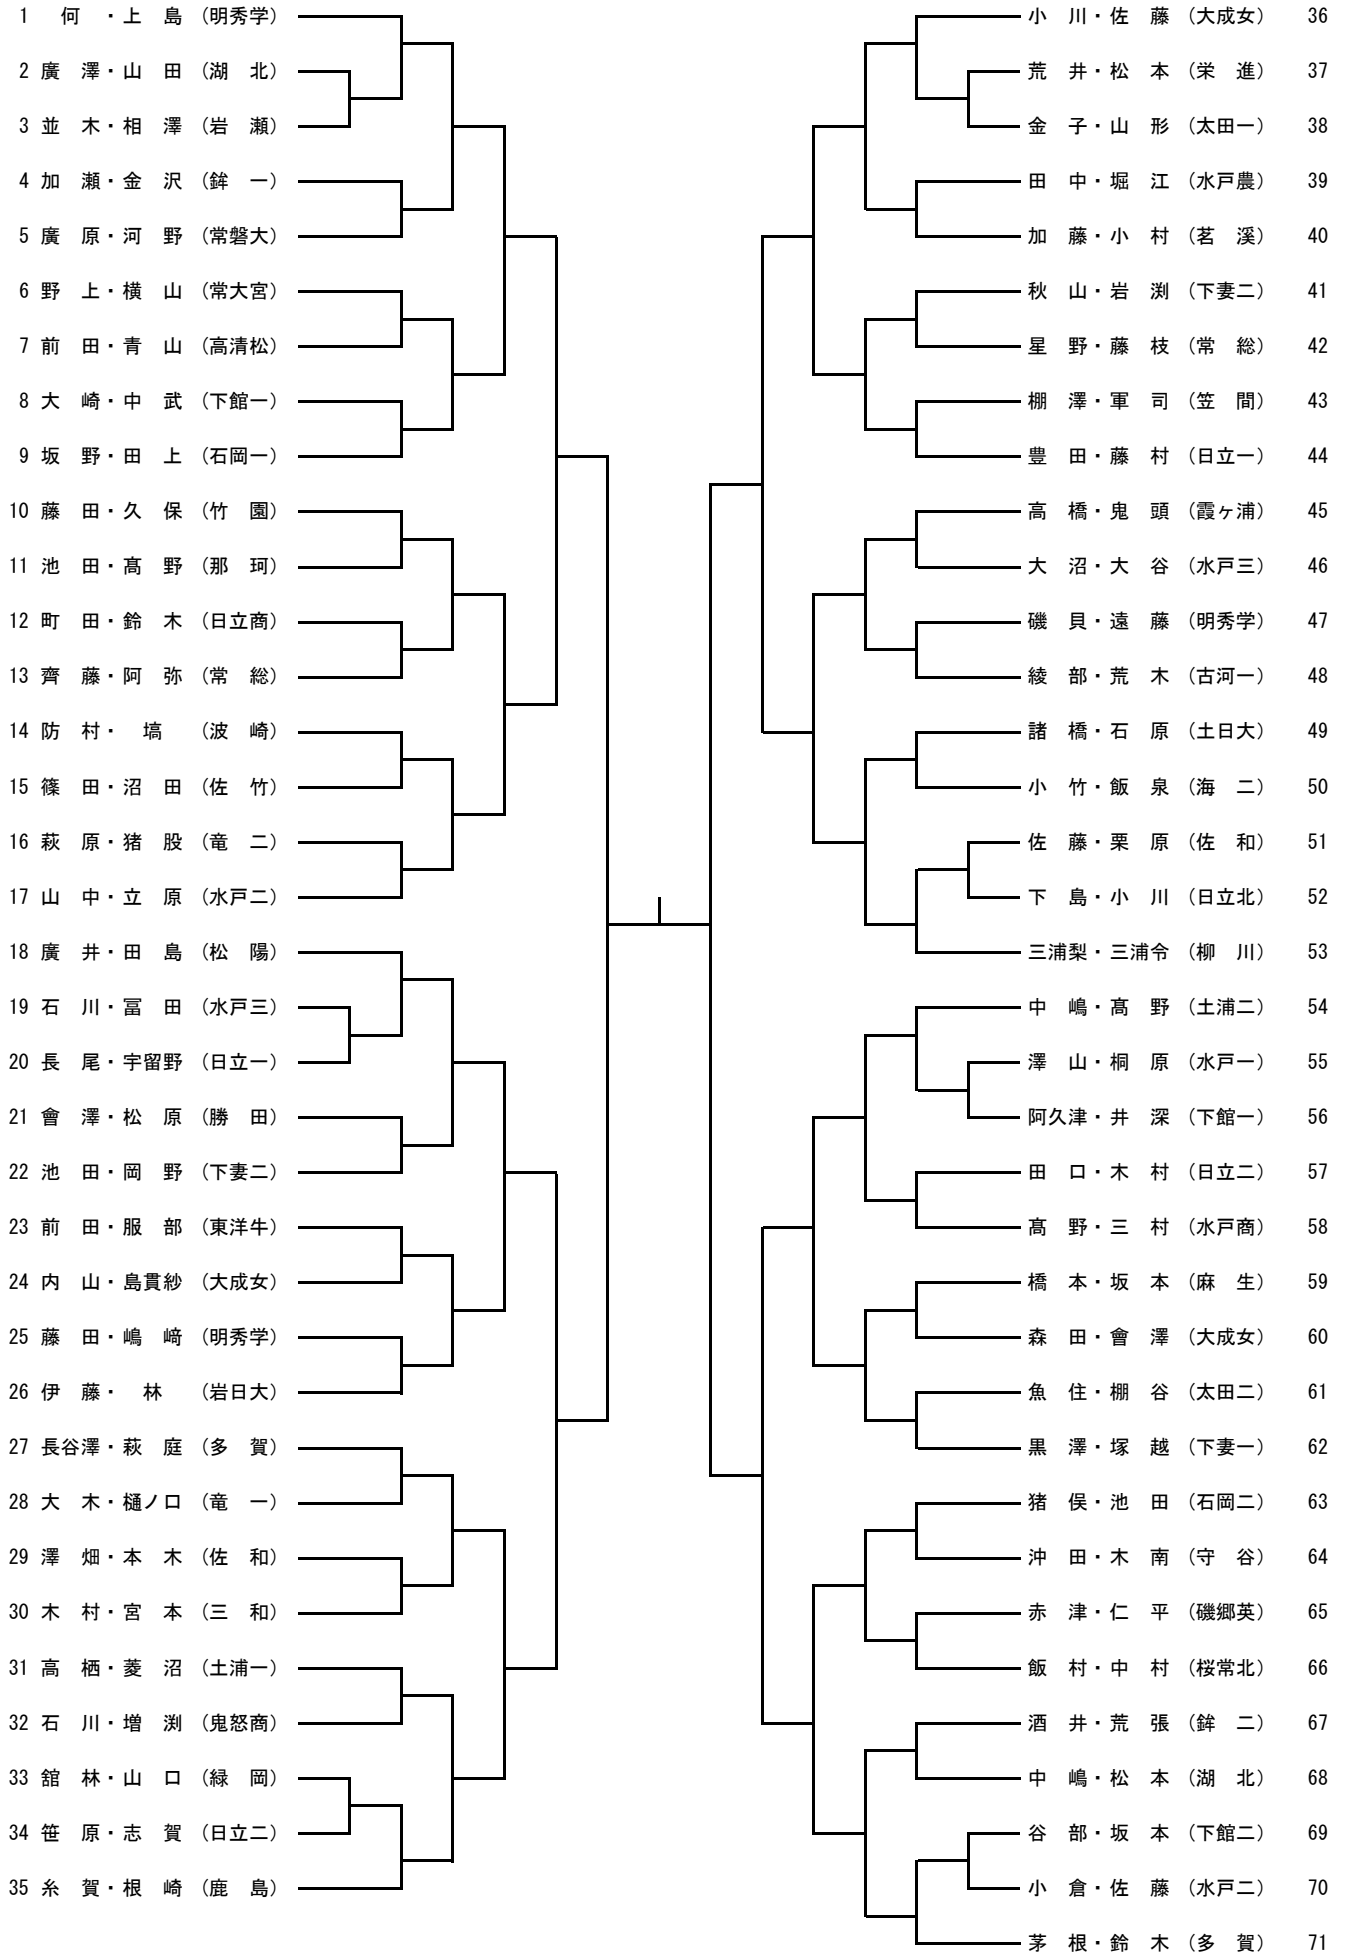 1 何 ・上 島 (明秀学)
2 廣 澤・山 田 (湖 北)
3 並 木・相 澤 (岩 瀬)
4 加 瀬・金 沢 (鉾 一)
5 廣 原・河 野 (常磐大)
6 野 上・横 山 (常大宮)
7 前 田・青 山 (高清松)
8 大 崎・中 武 (下館一)
9 坂 野・田 上 (石岡一)
10 藤 田・久 保 (竹 園)
11 池 田・髙 野 (那 珂)
12 町 田・鈴 木 (日立商)
13 齊 藤・阿 弥 (常 総)
14 防 村・ 塙 (波 崎)
15 篠 田・沼 田 (佐 竹)
16 萩 原・猪 股 (竜 二)
17 山 中・立 原 (水戸二)
18 廣 井・田 島 (松 陽)
19 石 川・冨 田 (水戸三)
20 長 尾・宇留野 (日立一)
21 會 澤・松 原 (勝 田)
22 池 田・岡 野 (下妻二)
23 前 田・服 部 (東洋牛)
24 内 山・島貫紗 (大成女)
25 藤 田・嶋 﨑 (明秀学)
26 伊 藤・ 林 (岩日大)
27 長谷澤・萩 庭 (多 賀)
28 大 木・樋ノ口 (竜 一)
29 澤 畑・本 木 (佐 和)
30 木 村・宮 本 (三 和)
31 高 栖・菱 沼 (土浦一)
32 石 川・増 渕 (鬼怒商)
33 舘 林・山 口 (緑 岡)
34 笹 原・志 賀 (日立二)
35 糸 賀・根 崎 (鹿 島)
小 川・佐 藤 (大成女) 36
荒 井・松 本 (栄 進) 37
金 子・山 形 (太田一) 38
田 中・堀 江 (水戸農) 39
加 藤・小 村 (茗 溪) 40
秋 山・岩 渕 (下妻二) 41
星 野・藤 枝 (常 総) 42
棚 澤・軍 司 (笠 間) 43
豊 田・藤 村 (日立一) 44
高 橋・鬼 頭 (霞ヶ浦) 45
大 沼・大 谷 (水戸三) 46
磯 貝・遠 藤 (明秀学) 47
綾 部・荒 木 (古河一) 48
諸 橋・石 原 (土日大) 49
小 竹・飯 泉 (海 二) 50
佐 藤・栗 原 (佐 和) 51
下 島・小 川 (日立北) 52
三浦梨・三浦令 (柳 川) 53
中 嶋・髙 野 (土浦二) 54
澤 山・桐 原 (水戸一) 55
阿久津・井 深 (下館一) 56
田 口・木 村 (日立二) 57
髙 野・三 村 (水戸商) 58
橋 本・坂 本 (麻 生) 59
森 田・會 澤 (大成女) 60
魚 住・棚 谷 (太田二) 61
黒 澤・塚 越 (下妻一) 62
猪 俣・池 田 (石岡二) 63
沖 田・木 南 (守 谷) 64
赤 津・仁 平 (磯郷英) 65
飯 村・中 村 (桜常北) 66
酒 井・荒 張 (鉾 二) 67
中 嶋・松 本 (湖 北) 68
谷 部・坂 本 (下館二) 69
小 倉・佐 藤 (水戸二) 70
茅 根・鈴 木 (多 賀) 71